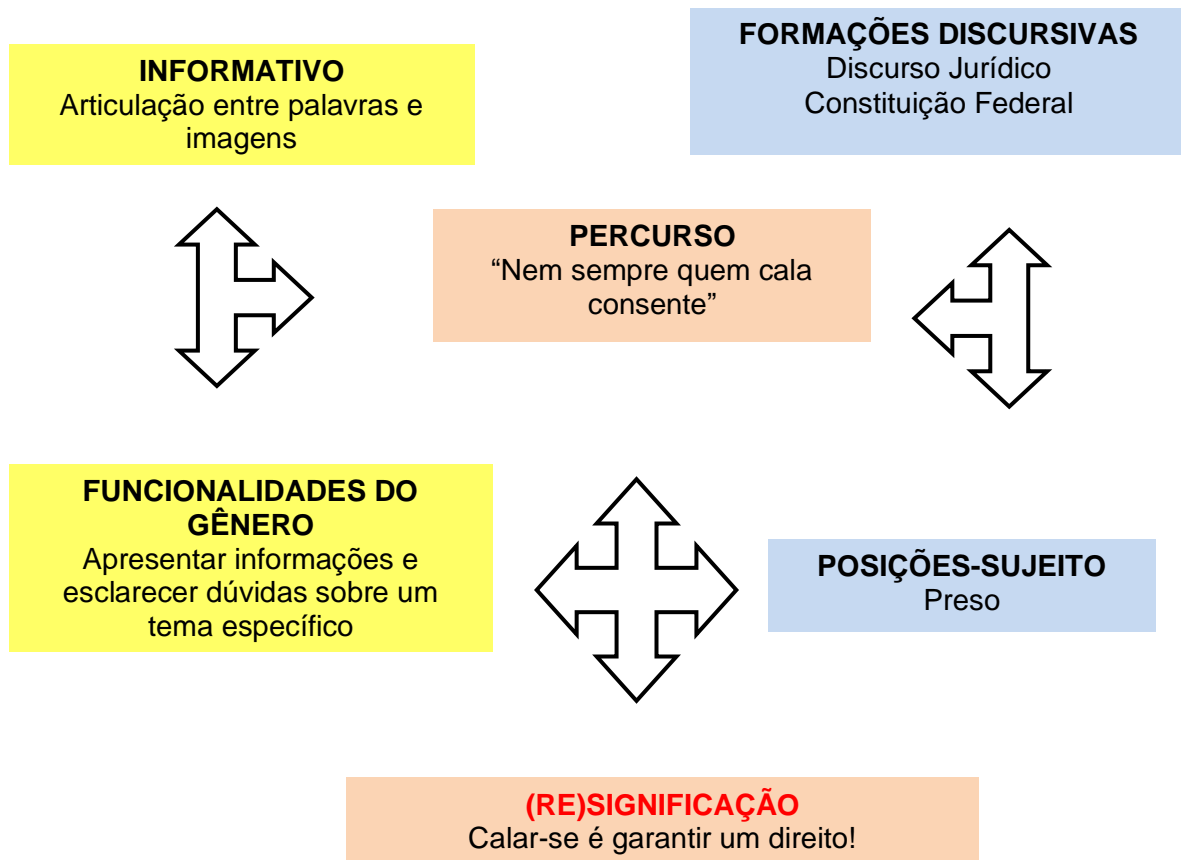 INFORMATIVO
Articulação entre palavras e
imagens
FORMAÇÕES DISCURSIVAS
Discurso Jurídico
Constituição Federal
PERCURSO
“Nem sempre quem cala
consente”
FUNCIONALIDADES DO
GÊNERO
Apresentar informações e
esclarecer dúvidas sobre um
tema específico
POSIÇÕES-SUJEITO
Preso
(RE)SIGNIFICAÇÃO
Calar-se é garantir um direito!